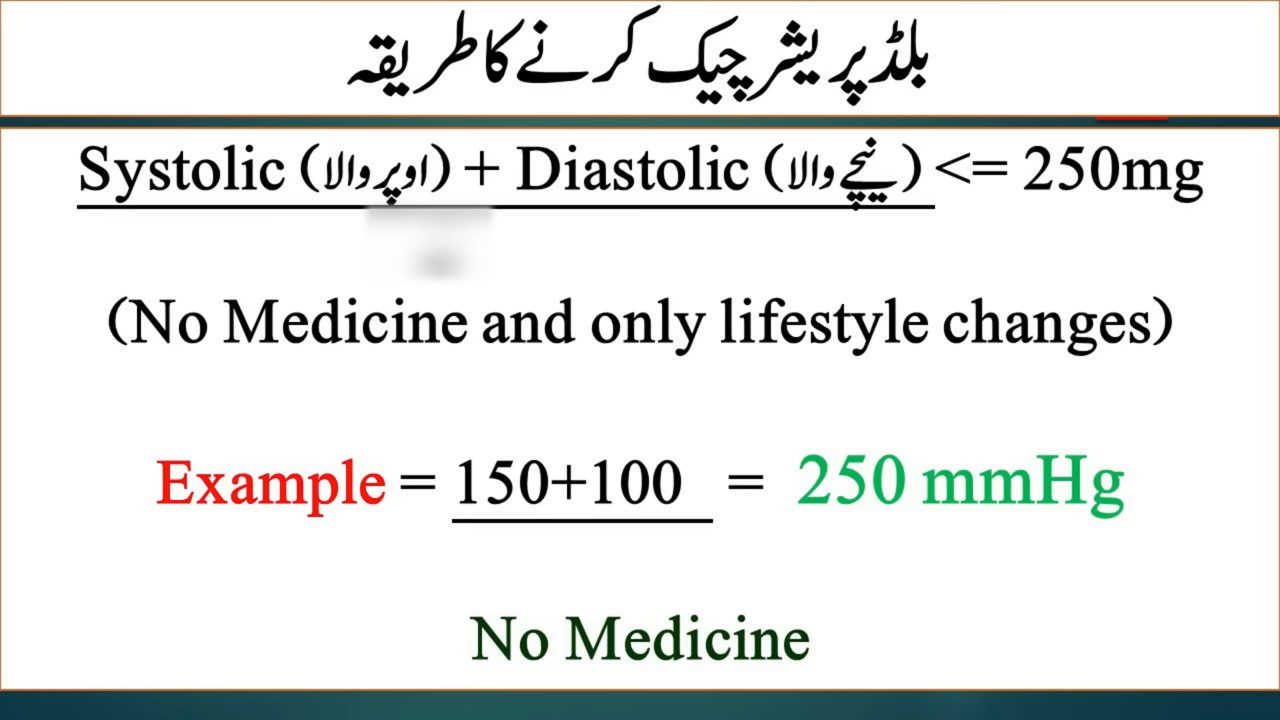 بلڈ پریشر چیک کرنے کا طریقہ
Systolic (اوپر والا) + Diastolic (نیچے والا) <= 250mg
(No Medicine and only lifestyle changes)
Example = 150+100 = 250 mmHg
No Medicine